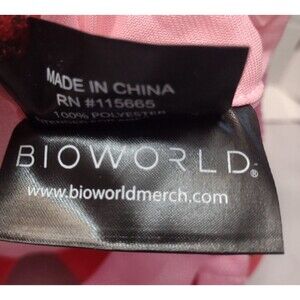 MADE IN CHINA
RN #115665
100% POLYESTER
BIOWORLD®
www.bioworldmerch.com